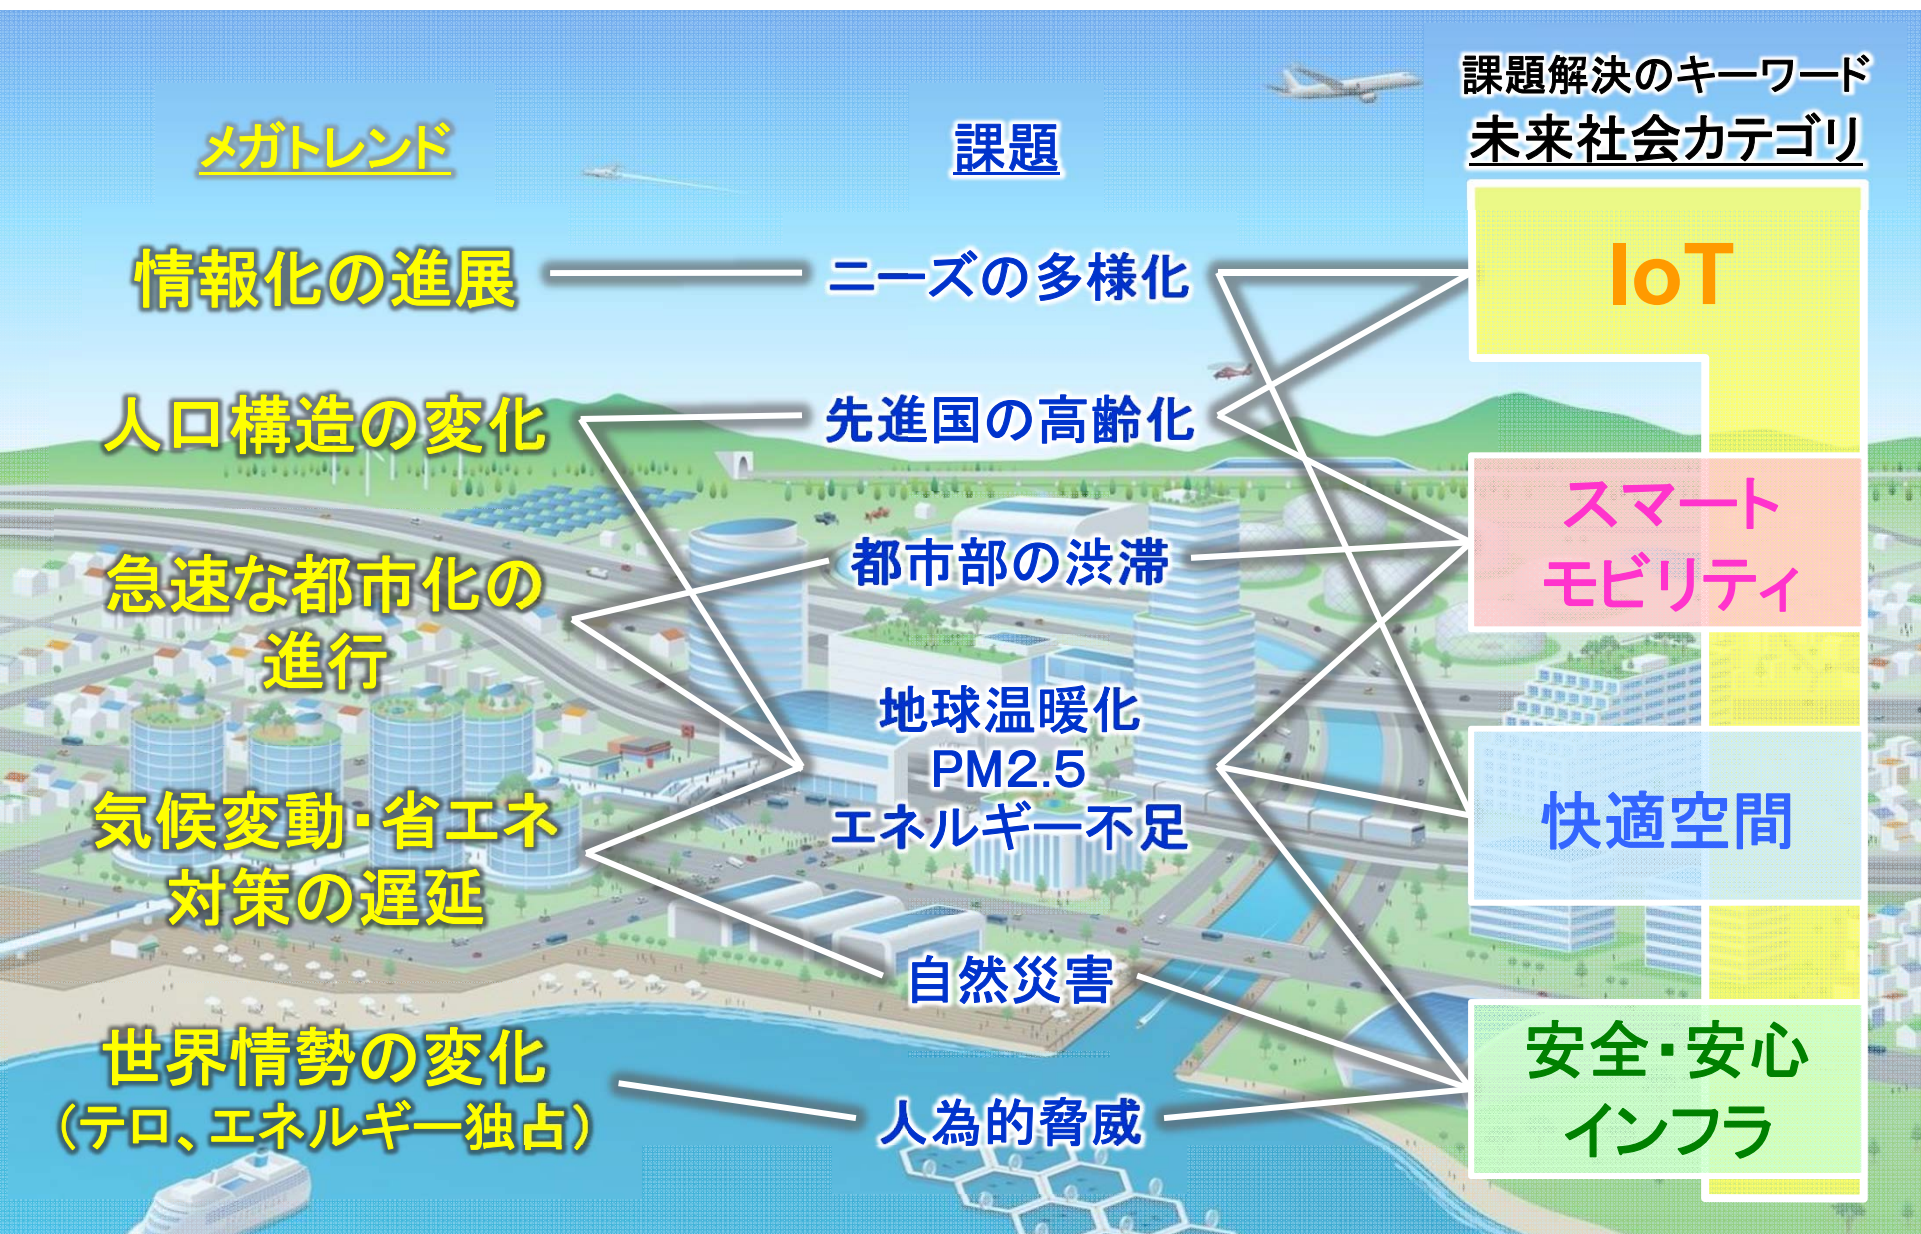 課題解決のキーワード
メガトレンド
課題
未来社会カテゴリ
情報化の進展
ニーズの多様化
IoT
人口構造の変化
先進国の高齢化
スマート
モビリティ
急速な都市化の
進行
都市部の渋滞
地球温暖化
PM2.5
エネルギー不足
気候変動・省エネ
対策の遅延
快適空間
自然災害
世界情勢の変化
（テロ、エネルギー独占）
人為的脅威
安全・安心
インフラ